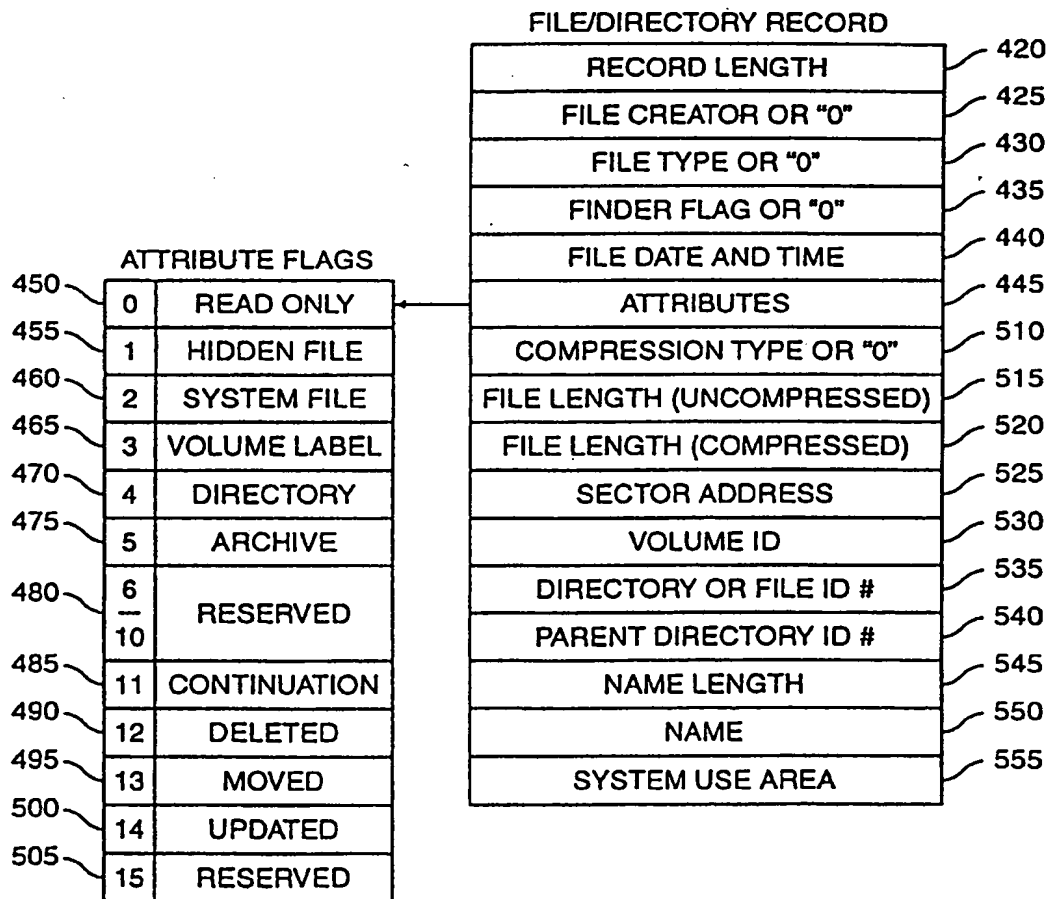 FILE/DIRECTORY RECORD
RECORD LENGTH 420
FILE CREATOR OR "0" 425
FILE TYPE OR "0" 430
FINDER FLAG OR "0" 435
FILE DATE AND TIME 440
ATTRIBUTES 445
COMPRESSION TYPE OR "0" 510
FILE LENGTH (UNCOMPRESSED) 515
FILE LENGTH (COMPRESSED) 520
SECTOR ADDRESS 525
VOLUME ID 530
DIRECTORY OR FILE ID # 535
PARENT DIRECTORY ID # 540
NAME LENGTH 545
NAME 550
SYSTEM USE AREA 555
ATTRIBUTE FLAGS
450 0 READ ONLY
455 1 HIDDEN FILE
460 2 SYSTEM FILE
465 3 VOLUME LABEL
470 4 DIRECTORY
475 5 ARCHIVE
480 6 — 10 RESERVED
485 11 CONTINUATION
490 12 DELETED
495 13 MOVED
500 14 UPDATED
505 15 RESERVED